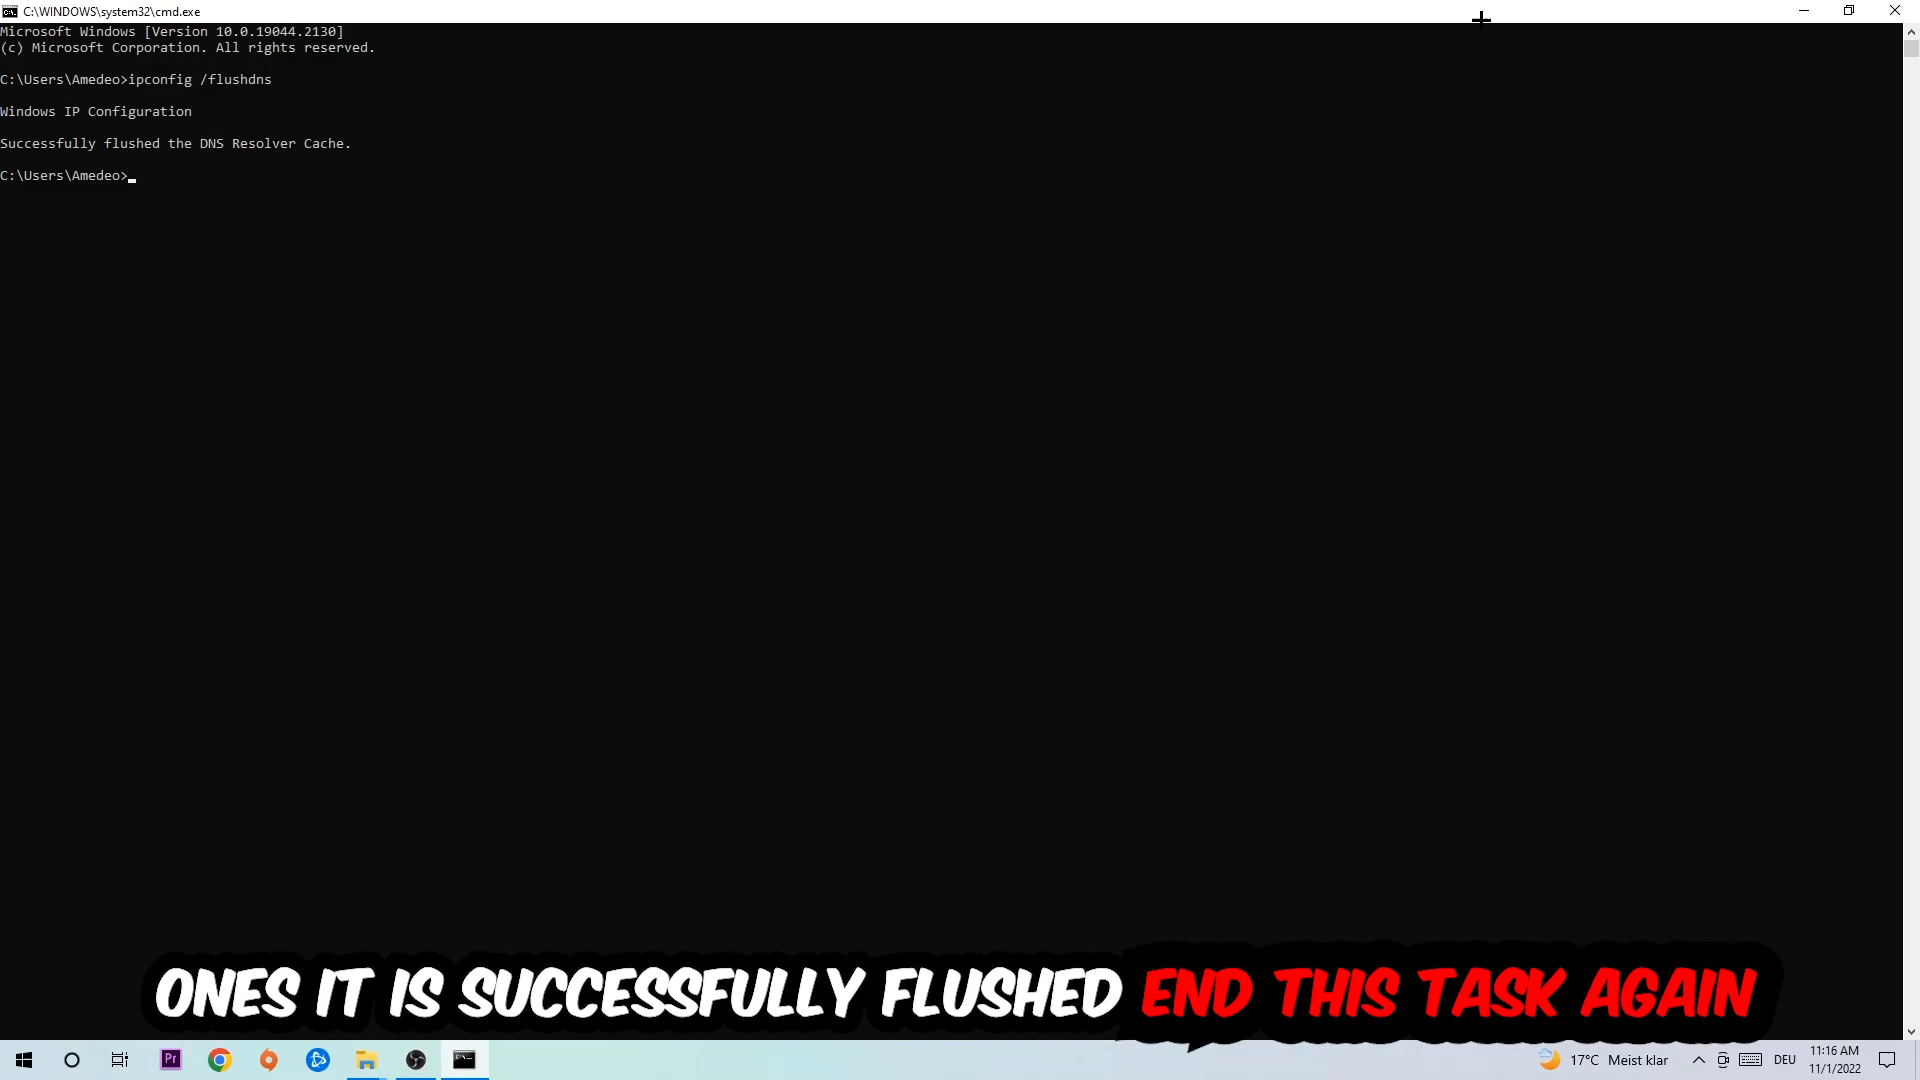 C:\WINDOWS\system32\cmd.exe
Microsoft Windows [Version 10.0.19044.2130]
(c) Microsoft Corporation. All rights reserved.
C:\Users\Amedeo>ipconfig /flushdns
Windows IP Configuration
Successfully flushed the DNS Resolver Cache.
C:\Users\Amedeo>
ONES IT IS SUCCESSFULLY FLUSHED END THIS TASK AGAIN
Pr
17°C Meist klar
DEU
11:16 AM
11/1/2022